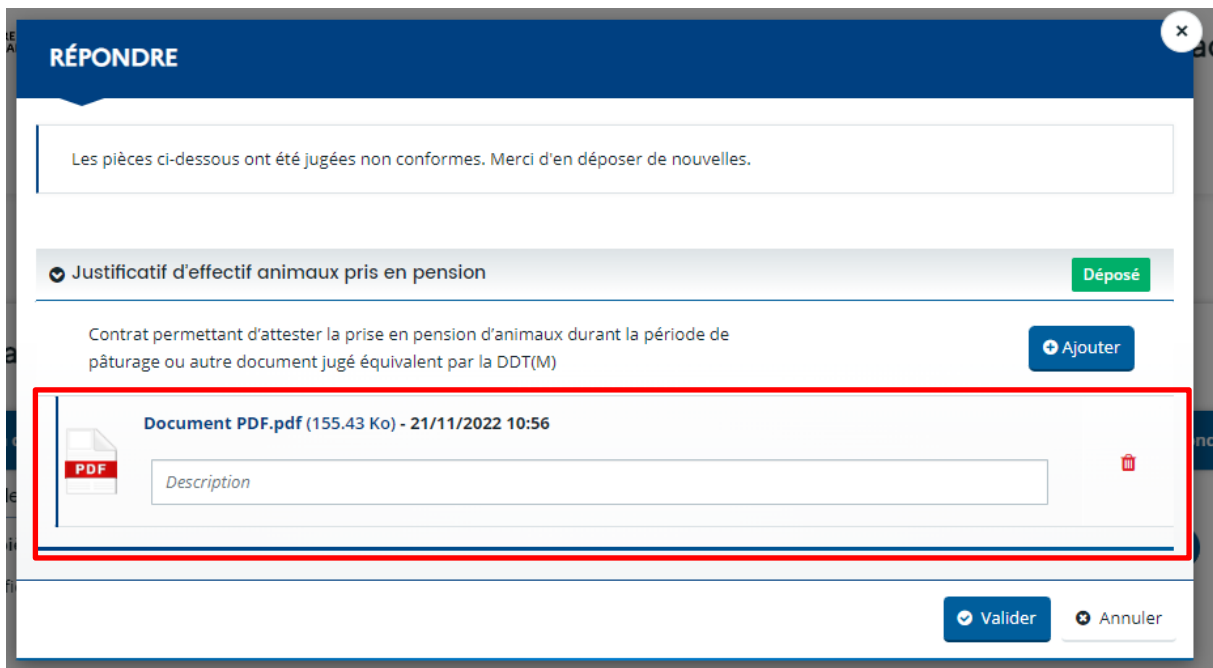 RÉPONDRE
Les pièces ci-dessous ont été jugées non conformes. Merci d'en déposer de nouvelles.
Justificatif d'effectif animaux pris en pension
Déposé
Contrat permettant d'attester la prise en pension d'animaux durant la période de
pâturage ou autre document jugé équivalent par la DDT(M)
Ajouter
Document PDF.pdf (155.43 Ko) - 21/11/2022 10:56
PDF
Description
Valider
Annuler